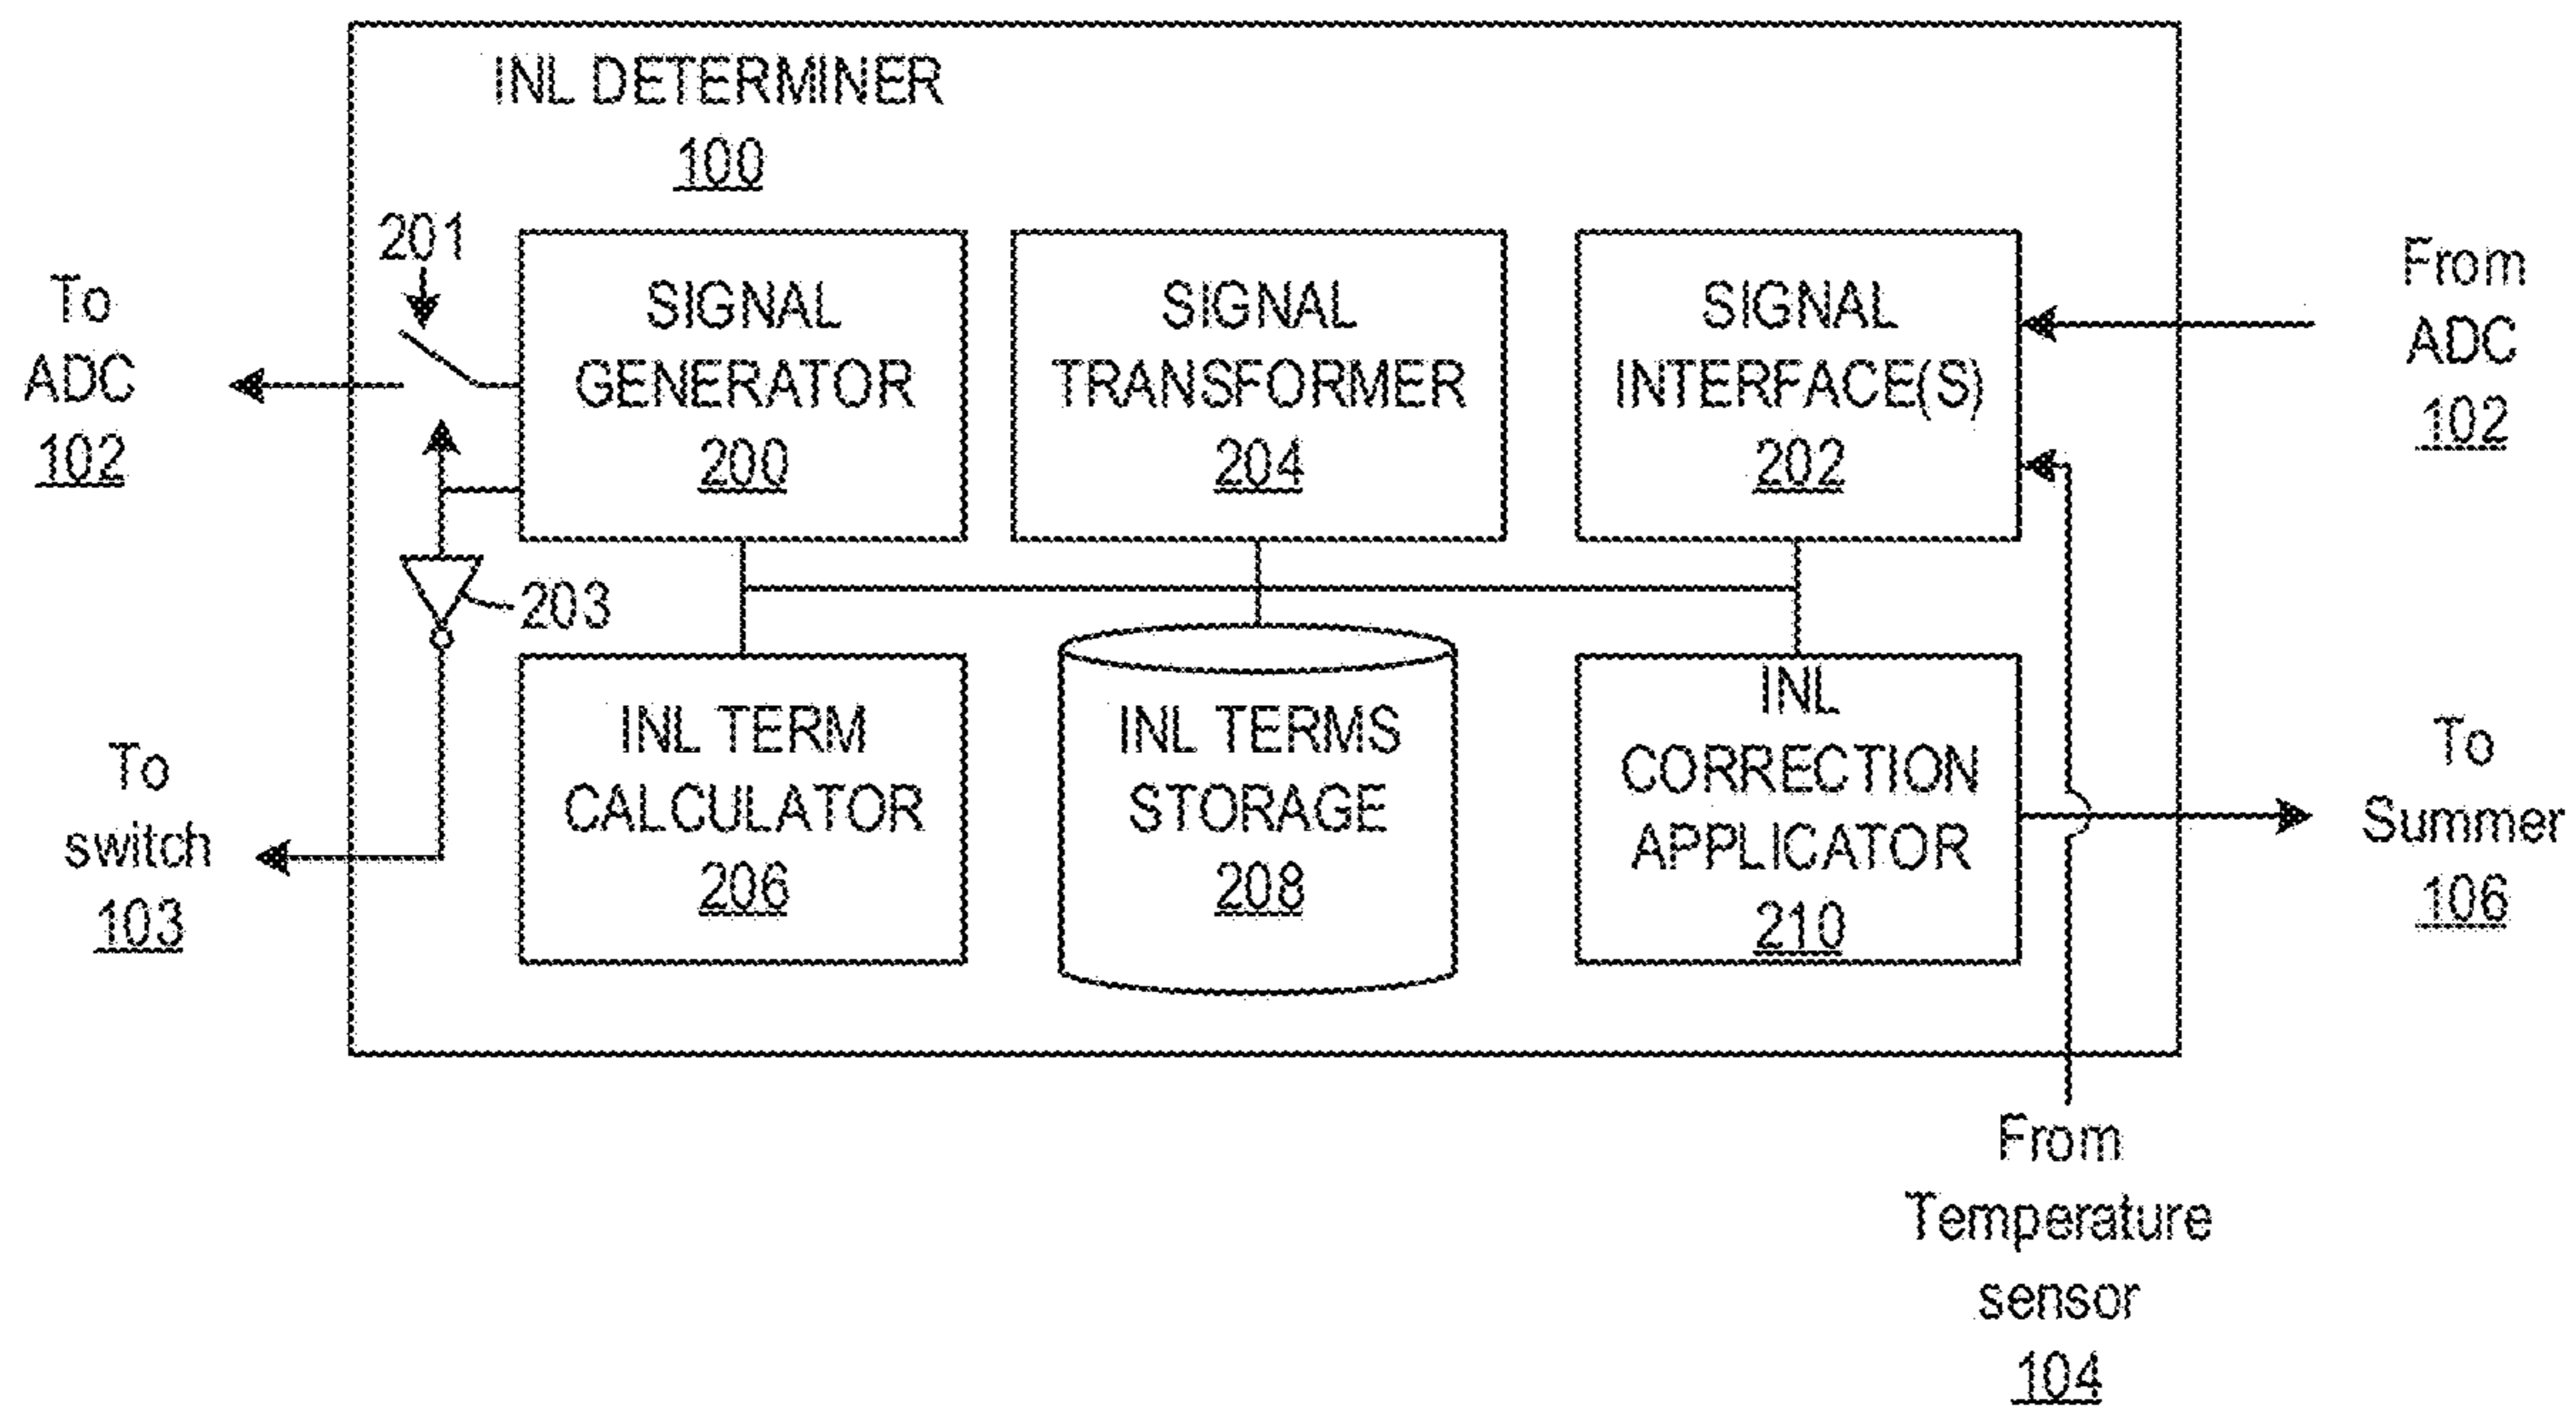 INL DETERMINER
100
201
To
ADC
102
SIGNAL
GENERATOR
200
SIGNAL
TRANSFORMER
204
SIGNAL
INTERFACE(S)
202
From
ADC
102
203
To
switch
103
INL TERM
CALCULATOR
206
INL TERMS
STORAGE
208
INL
CORRECTION
APPLICATOR
210
To
Summer
106
From
Temperature
sensor
104